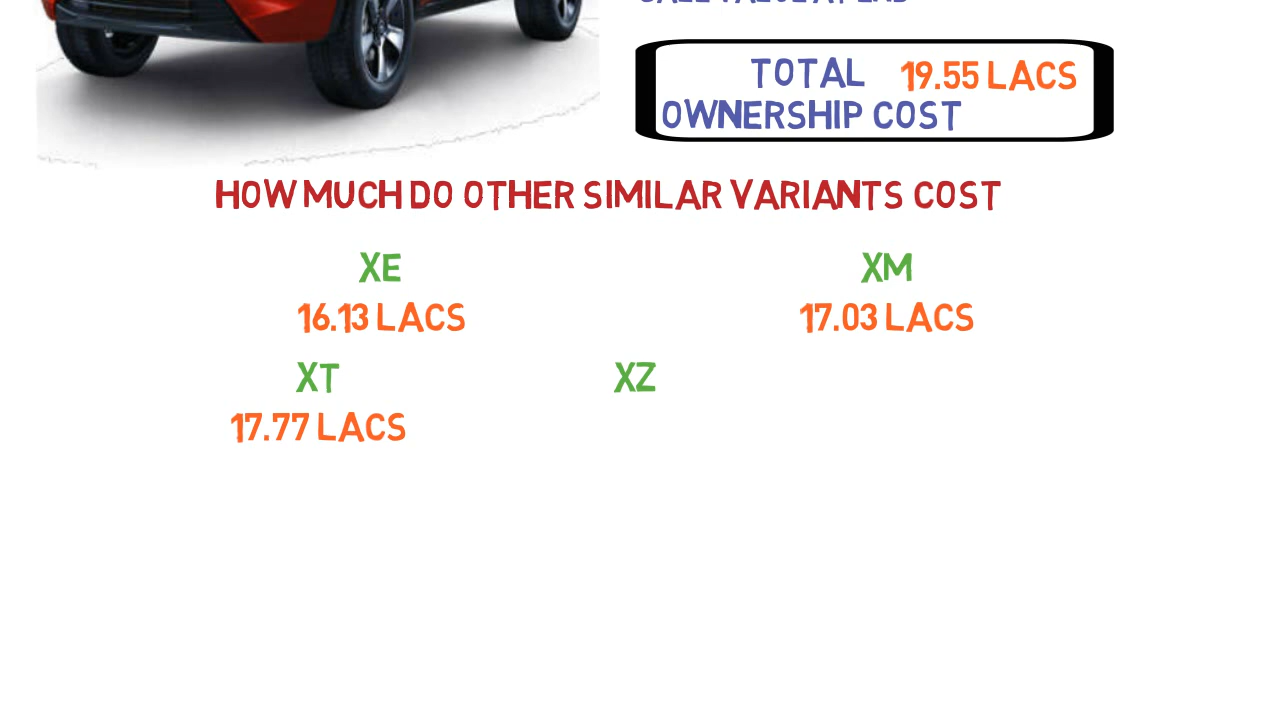 TOTAL 19.55 LACS
OWNERSHIP COST
HOW MUCH DO OTHER SIMILAR VARIANTS COST
XE XM
16.13 LACS 17.03 LACS
XT XZ
17.77 LACS